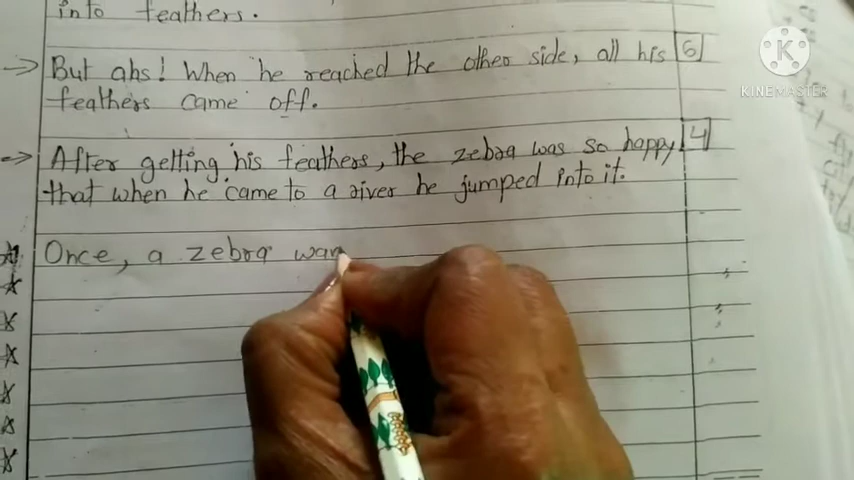 into feathers.
But ahs! When he reached the other side, all his 6
feathers came off.
After getting his feathers, the zebra was so happy 4
that when he came to a river he jumped into it.
Once, a zebra wan
K
KINEMASTER